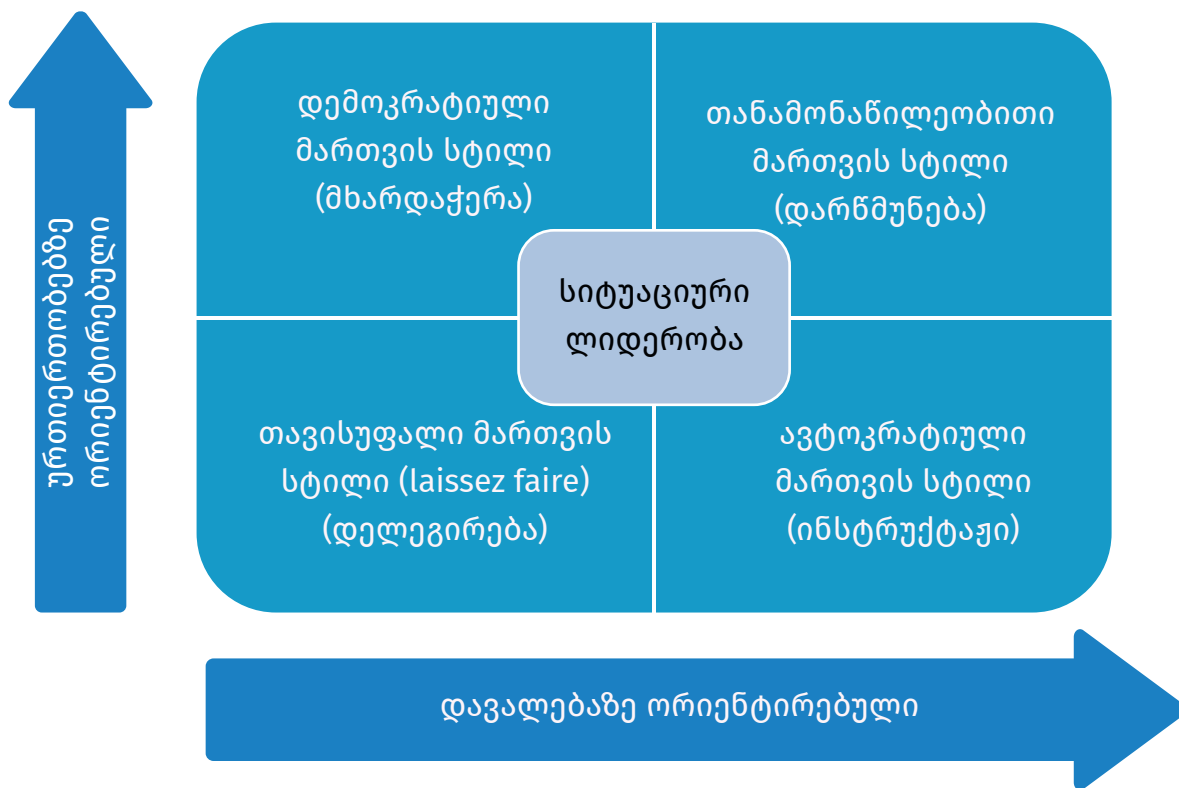 დემოკრატიული
მართვის სტილი
(მხარდაჭერა)
თანამონაწილეობითი
მართვის სტილი
(დარწმუნება)
სიტუაციური
ლიდერობა
თავისუფალი მართვის
სტილი (laissez faire)
(დელეგირება)
ავტოკრატიული
მართვის სტილი
(ინსტრუქტაჟი)
ურთიერთობებზე
ორიენტირებული
დავალებაზე ორიენტირებული